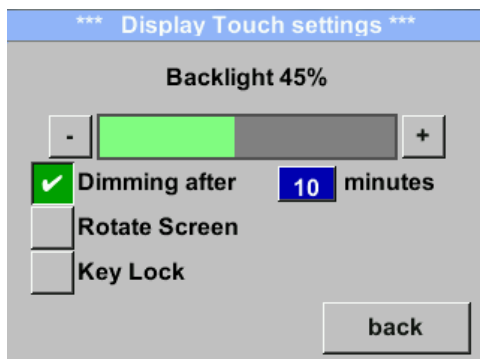 *** Display Touch settings ***
Backlight 45%
- +
Dimming after 10 minutes
Rotate Screen
Key Lock
back